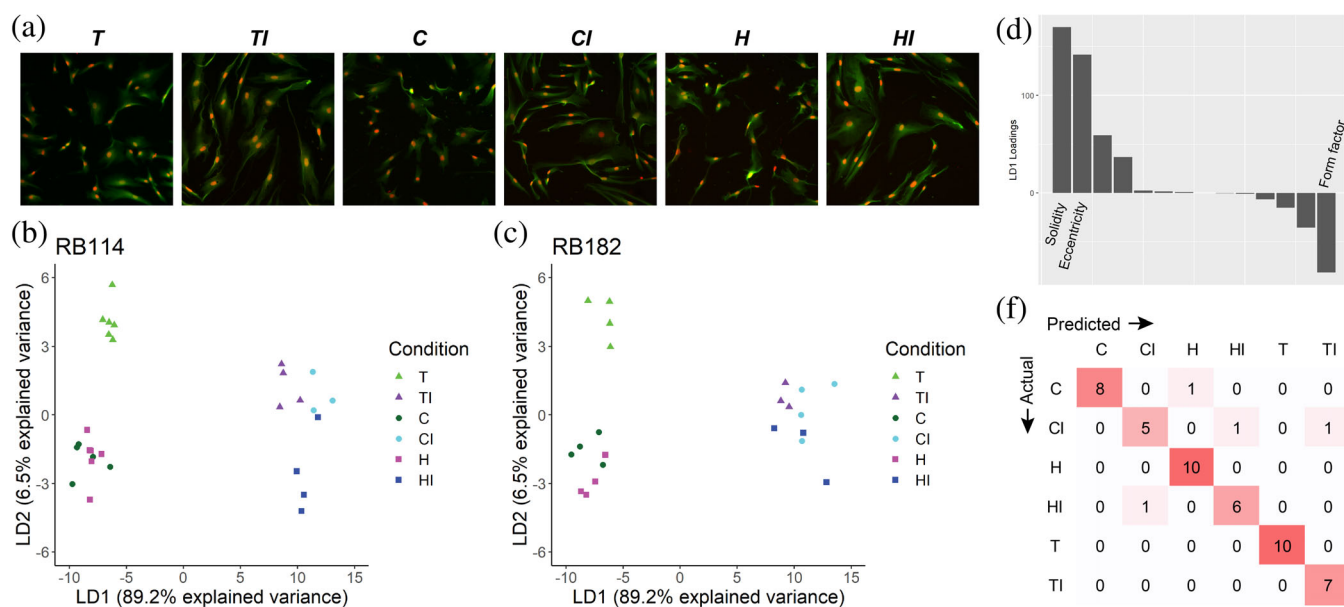 (a)
T TI C CI H HI
(d)
100
0
LD1 Loadings
Solidity
Eccentricity
Form factor
(b)
RB114
6
3
0
-3
-6
LD2 (6.5% explained variance)
-10 -5 0 5 10 15
LD1 (89.2% explained variance)
Condition
T
TI
C
CI
H
HI
(c)
RB182
6
3
0
-3
-6
LD2 (6.5% explained variance)
-10 -5 0 5 10 15
LD1 (89.2% explained variance)
Condition
T
TI
C
CI
H
HI
(f)
Predicted
Actual
C CI H HI T TI
C 8 0 1 0 0 0
CI 0 5 0 1 0 1
H 0 0 10 0 0 0
HI 0 1 0 6 0 0
T 0 0 0 0 10 0
TI 0 0 0 0 0 7